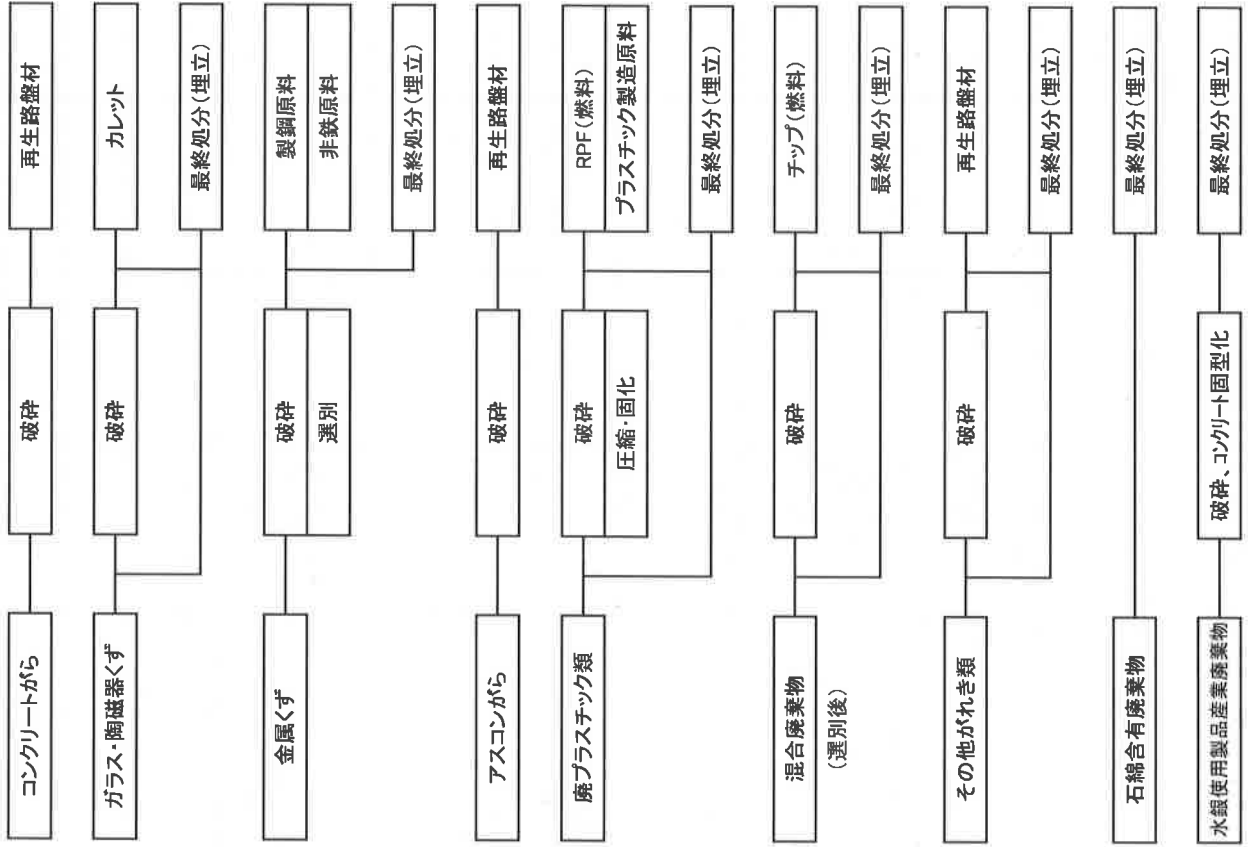 コンクリートがら 破砕 再生路盤材
ガラス・陶磁器くず 破砕 カレット
最終処分(埋立)
金属くず 破砕 製鋼原料
選別 非鉄原料
最終処分(埋立)
アスコンがら 破砕 再生路盤材
廃プラスチック類 破砕 RPF(燃料)
圧縮・固化 プラスチック製造原料
最終処分(埋立)
混合廃棄物 破砕 チップ(燃料)
(選別後)
最終処分(埋立)
その他がれき類 破砕 再生路盤材
最終処分(埋立)
石綿含有廃棄物 最終処分(埋立)
水銀使用製品産業廃棄物 破砕、コンクリート固型化 最終処分(埋立)